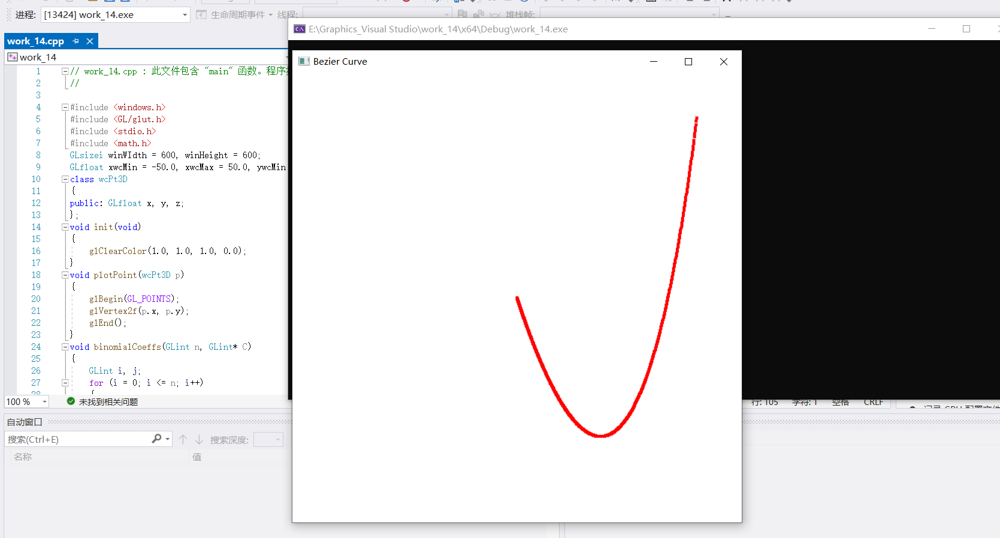 进程: [13424] work_14.exe 生命周期事件 线程: 堆栈帧:
E:\Graphics_Visual Studio\work_14\x64\Debug\work_14.exe
work_14.cpp
work_14
Bezier Curve
1 // work_14.cpp : 此文件包含 "main" 函数。程序
2 //
3
4 #include <windows.h>
5 #include <GL/glut.h>
6 #include <stdio.h>
7 #include <math.h>
8 GLsizei winWIdth = 600, winHeight = 600;
9 GLfloat xwcMin = -50.0, xwcMax = 50.0, ywcMin
10 class wcPt3D
11 {
12 public: GLfloat x, y, z;
13 };
14 void init(void)
15 {
16 glClearColor(1.0, 1.0, 1.0, 0.0);
17 }
18 void plotPoint(wcPt3D p)
19 {
20 glBegin(GL_POINTS);
21 glVertex2f(p.x, p.y);
22 glEnd();
23 }
24 void binomialCoeffs(GLint n, GLint* C)
25 {
26 GLint i, j;
27 for (i = 0; i <= n; i++)
28 {
100 % 未找到相关问题 行: 105 字符: 1 空格 CRLF
自动窗口
搜索(Ctrl+E) 搜索深度:
名称 值